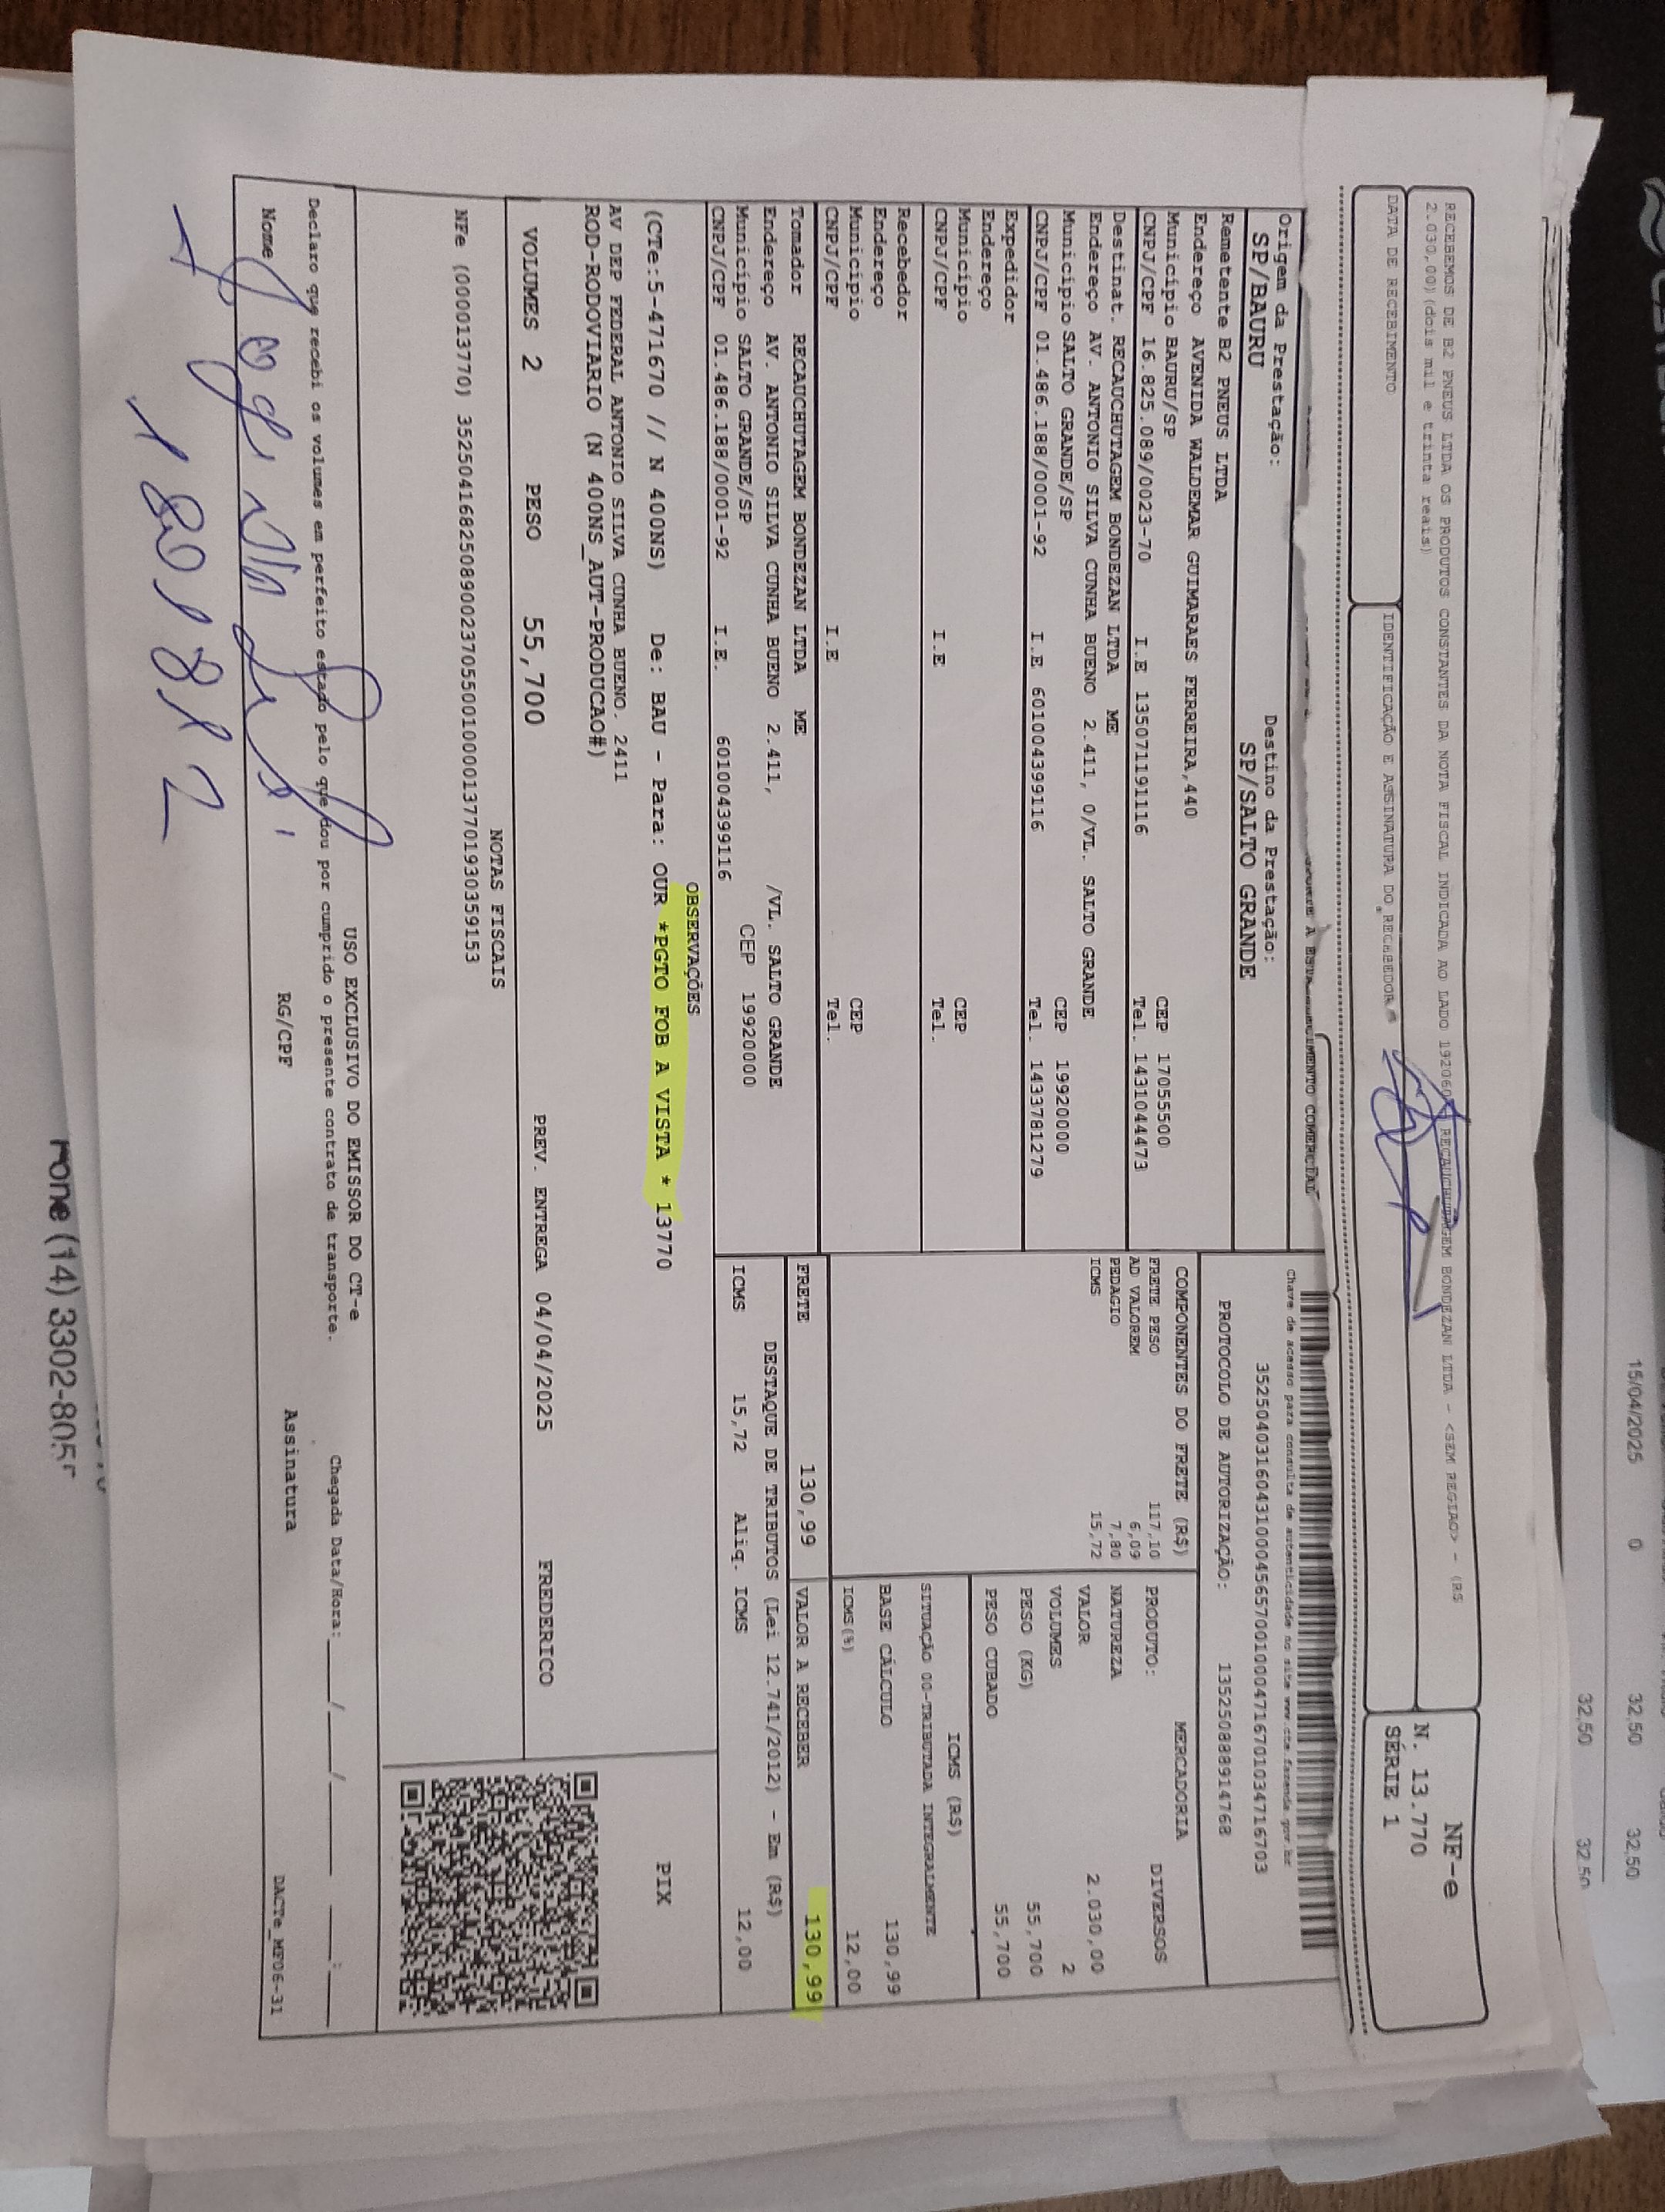 RECEBEMOS DE B2 PNEUS LTDA OS PRODUTOS CONSTANTES DA NOTA FISCAL INDICADA AO LADO RECAUCHUTAGEM BONDEZAN LTDA - <SEM REGIAO> - (R$
2.030,00) (dois mil e trinta reais)
DATA DE RECEBIMENTO
IDENTIFICAÇÃO E ASSINATURA DO RECEBEDOR
NF-e
N. 13.770
SÉRIE 1
A ESTA DOCUMENTO COMERCIAL
Chave de acesso para consulta de autenticidade no site www.cte.fazenda.gov.br
Origem da Prestação:
SP/BAURU
Destino da Prestação:
SP/SALTO GRANDE
PROTOCOLO DE AUTORIZAÇÃO: 135250888914768
Remetente B2 PNEUS LTDA
Endereço AVENIDA WALDEMAR GUIMARAES FERREIRA,440
Município BAURU/SP CEP 17055500
CNPJ/CPF 16.825.089/0023-70 I.E 135071191116 Tel. 1431044473
Destinat. RECAUCHUTAGEM BONDEZAN LTDA ME
Endereço AV. ANTONIO SILVA CUNHA BUENO 2.411, 0/VL. SALTO GRANDE
Município SALTO GRANDE/SP CEP 19920000
CNPJ/CPF 01.486.188/0001-92 I.E 601004399116 Tel. 1433781279
Expedidor
Endereço
Município CEP
CNPJ/CPF I.E Tel.
Recebedor
Endereço
Município CEP
CNPJ/CPF I.E Tel.
Tomador RECAUCHUTAGEM BONDEZAN LTDA ME
Endereço AV. ANTONIO SILVA CUNHA BUENO 2.411, /VL. SALTO GRANDE
Município SALTO GRANDE/SP CEP 19920000
CNPJ/CPF 01.486.188/0001-92 I.E. 601004399116
COMPONENTES DO FRETE (R$)
FRETE PESO 117,10
AD VALOREM 6,09
PEDAGIO 7,80
ICMS 15,72
MERCADORIA
PRODUTO: DIVERSOS
NATUREZA
VALOR 2.030,00
VOLUMES 2
PESO (KG) 55,700
PESO CUBADO 55,700
ICMS (R$)
SITUAÇÃO 00-TRIBUTADA INTEGRALMENTE
BASE CÁLCULO 130,99
ICMS(%) 12,00
FRETE 130,99
VALOR A RECEBER 130,99
DESTAQUE DE TRIBUTOS (Lei 12.741/2012) - Em (R$)
ICMS 15,72 Aliq. ICMS 12,00
OBSERVAÇÕES
(CTe:5-471670 // N 400NS) De: BAU - Para: OUR *PGTO FOB A VISTA * 13770
AV DEP FEDERAL ANTONIO SILVA CUNHA BUENO, 2411
ROD-RODOVIARIO (N 400NS_AUT-PRODUCAO#)
PIX
VOLUMES 2 PESO 55,700 PREV. ENTREGA 04/04/2025 FREDERICO
NOTAS FISCAIS
NFe (000013770) 35250416825089002370550010000137701930359153
USO EXCLUSIVO DO EMISSOR DO CT-e
Declaro que recebi os volumes em perfeito estado pelo que dou por cumprido o presente contrato de transporte. Chegada Data/Hora: ____/____/____ ____:____
Nome RG/CPF Assinatura DACTe_MF06-31
15/04/2025 0 32,50 32,50
32,50 32,50
Fone (14) 3302-8055